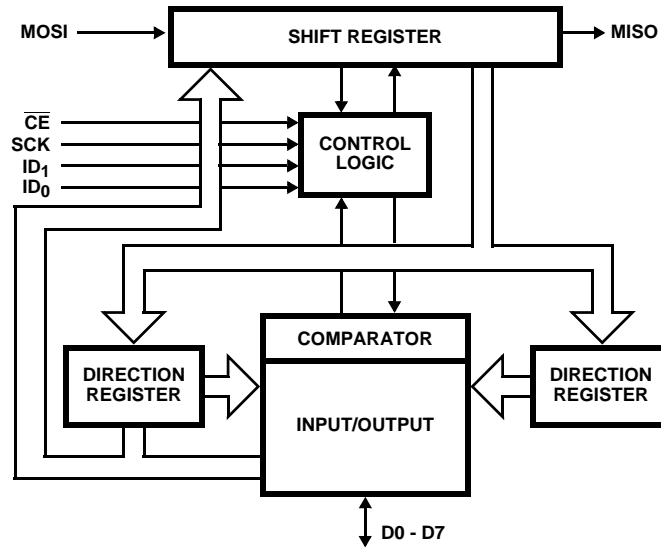 MOSI
SHIFT REGISTER
MISO
CE
SCK
ID1
ID0
CONTROL
LOGIC
COMPARATOR
DIRECTION
REGISTER
INPUT/OUTPUT
DIRECTION
REGISTER
D0 - D7